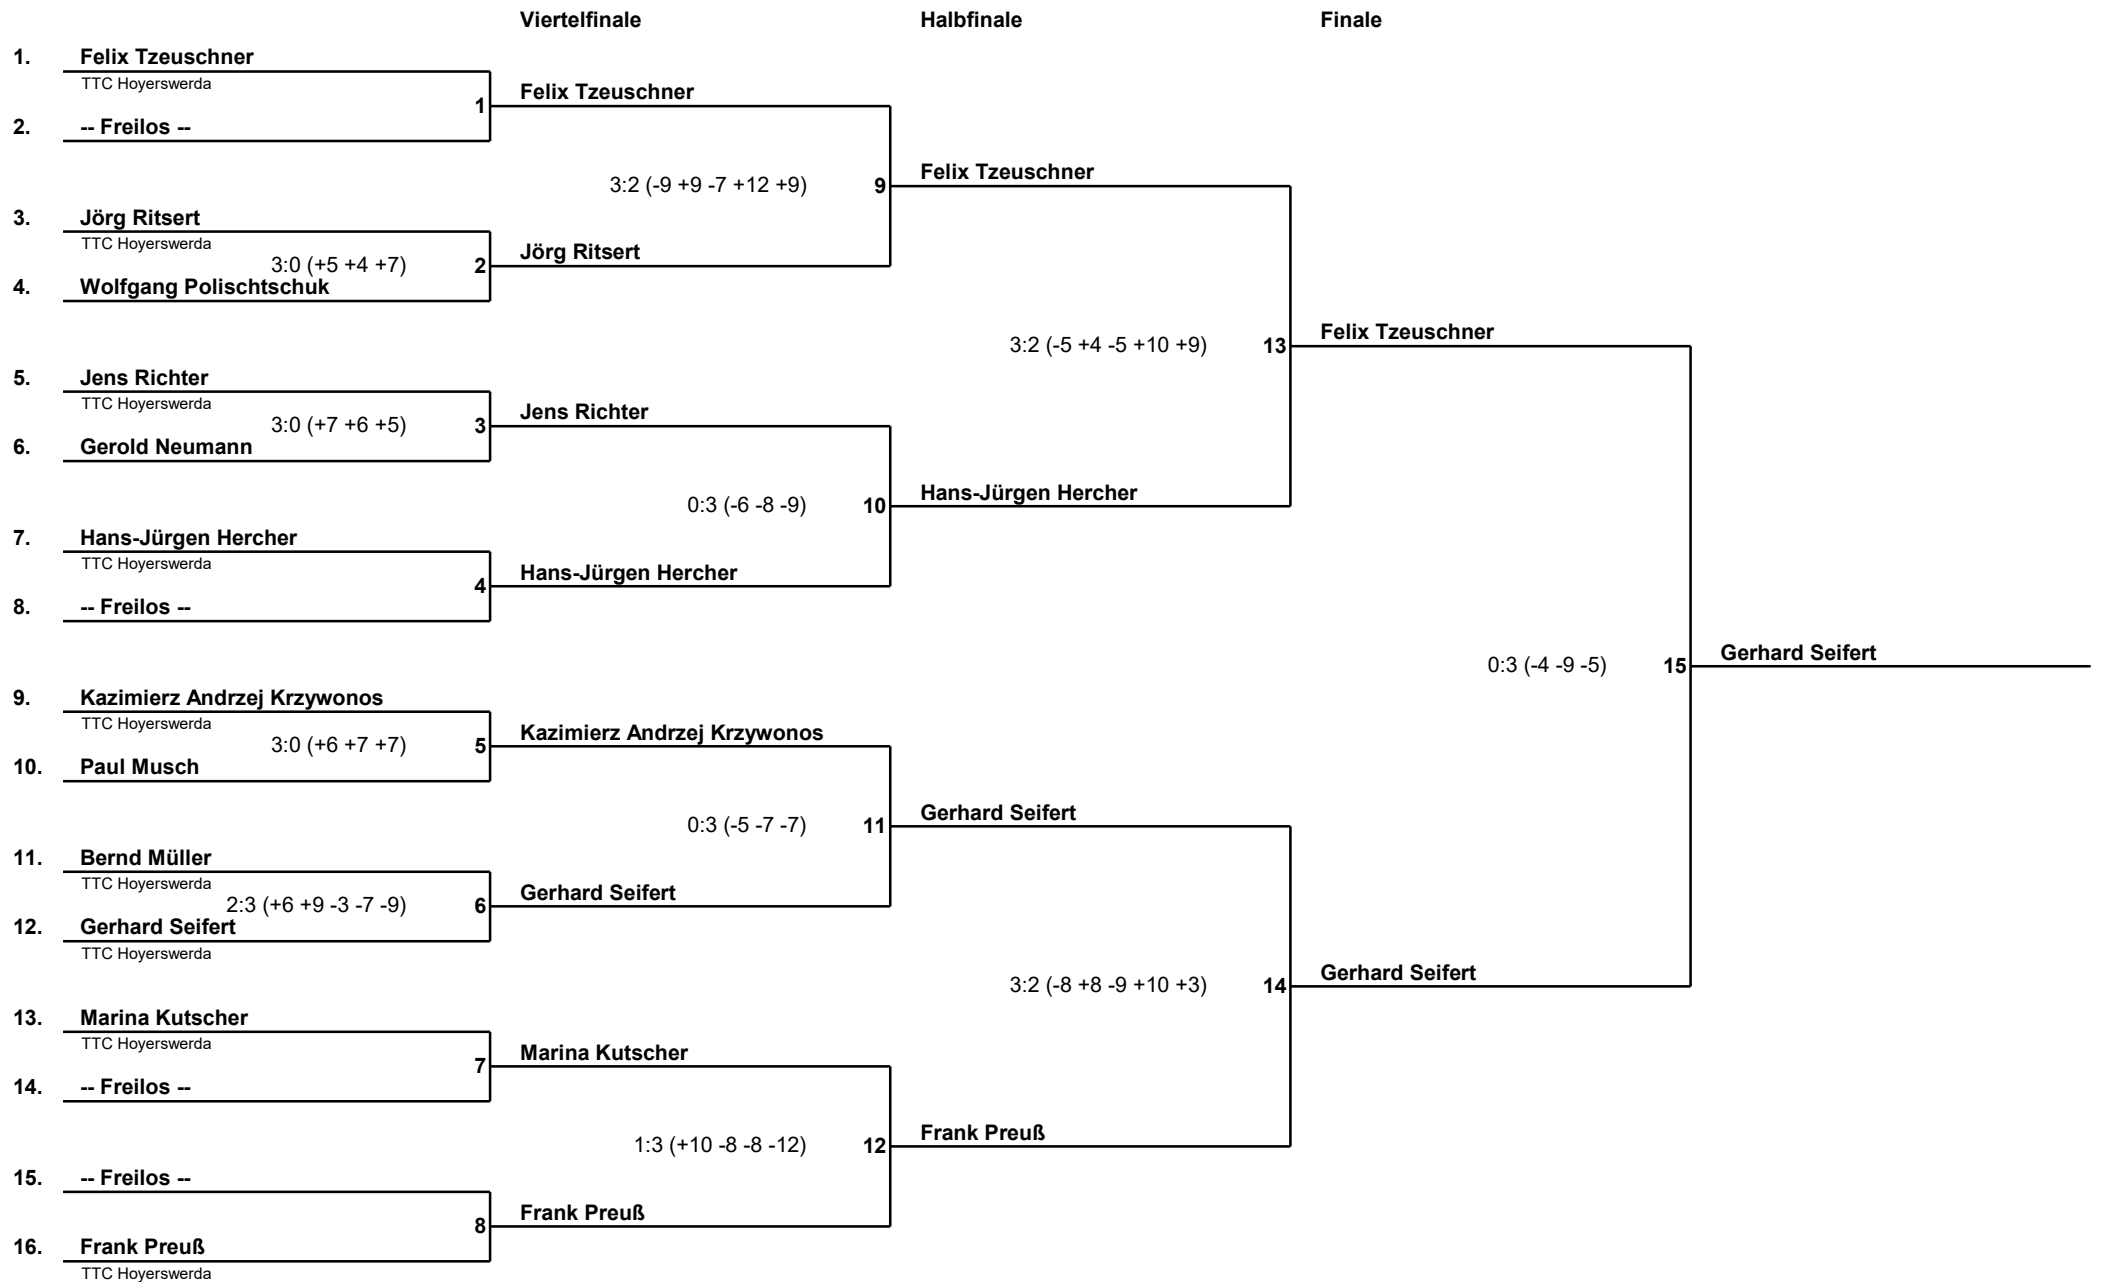 Viertelfinale Halbfinale Finale
1. Felix Tzeuschner
TTC Hoyerswerda
1 Felix Tzeuschner
2. -- Freilos --
3:2 (-9 +9 -7 +12 +9) 9 Felix Tzeuschner
3. Jörg Ritsert
TTC Hoyerswerda
3:0 (+5 +4 +7) 2 Jörg Ritsert
4. Wolfgang Polischtschuk
3:2 (-5 +4 -5 +10 +9) 13 Felix Tzeuschner
5. Jens Richter
TTC Hoyerswerda
3:0 (+7 +6 +5) 3 Jens Richter
6. Gerold Neumann
0:3 (-6 -8 -9) 10 Hans-Jürgen Hercher
7. Hans-Jürgen Hercher
TTC Hoyerswerda
4 Hans-Jürgen Hercher
8. -- Freilos --
0:3 (-4 -9 -5) 15 Gerhard Seifert
9. Kazimierz Andrzej Krzywonos
TTC Hoyerswerda
3:0 (+6 +7 +7) 5 Kazimierz Andrzej Krzywonos
10. Paul Musch
0:3 (-5 -7 -7) 11 Gerhard Seifert
11. Bernd Müller
TTC Hoyerswerda
2:3 (+6 +9 -3 -7 -9) 6 Gerhard Seifert
12. Gerhard Seifert
TTC Hoyerswerda
3:2 (-8 +8 -9 +10 +3) 14 Gerhard Seifert
13. Marina Kutscher
TTC Hoyerswerda
7 Marina Kutscher
14. -- Freilos --
1:3 (+10 -8 -8 -12) 12 Frank Preuß
15. -- Freilos --
8 Frank Preuß
16. Frank Preuß
TTC Hoyerswerda